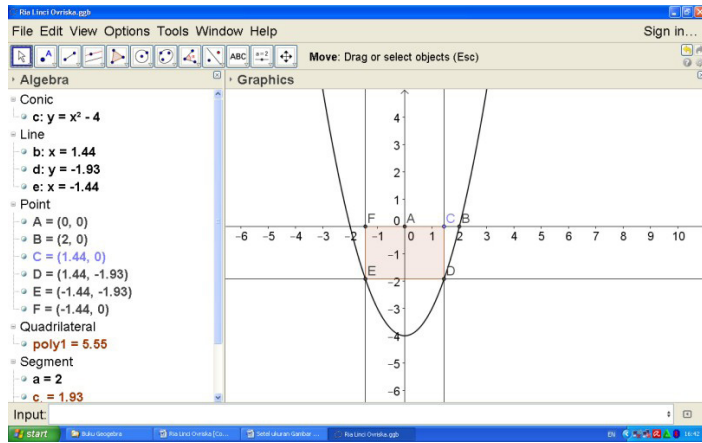 Ria Linci Ovriska.ggb
File Edit View Options Tools Window Help
Sign in...
ABC
a=2
Move: Drag or select objects (Esc)
Algebra
Graphics
Conic
c: y = x² - 4
Line
b: x = 1.44
d: y = -1.93
e: x = -1.44
Point
A = (0, 0)
B = (2, 0)
C = (1.44, 0)
D = (1.44, -1.93)
E = (-1.44, -1.93)
F = (-1.44, 0)
Quadrilateral
poly1 = 5.55
Segment
a = 2
c = 1.93
4
3
2
1
F 0 A C B
-6 -5 -4 -3 -2 -1 0 1 2 3 4 5 6 7 8 9 10
-1
E D
-2
-3
-4
-5
-6
Input:
start
Buku Geogebra
Ria Linci Ovriska [Co...
Setel ukuran Gambar ...
Ria Linci Ovriska.ggb
EN
16:42